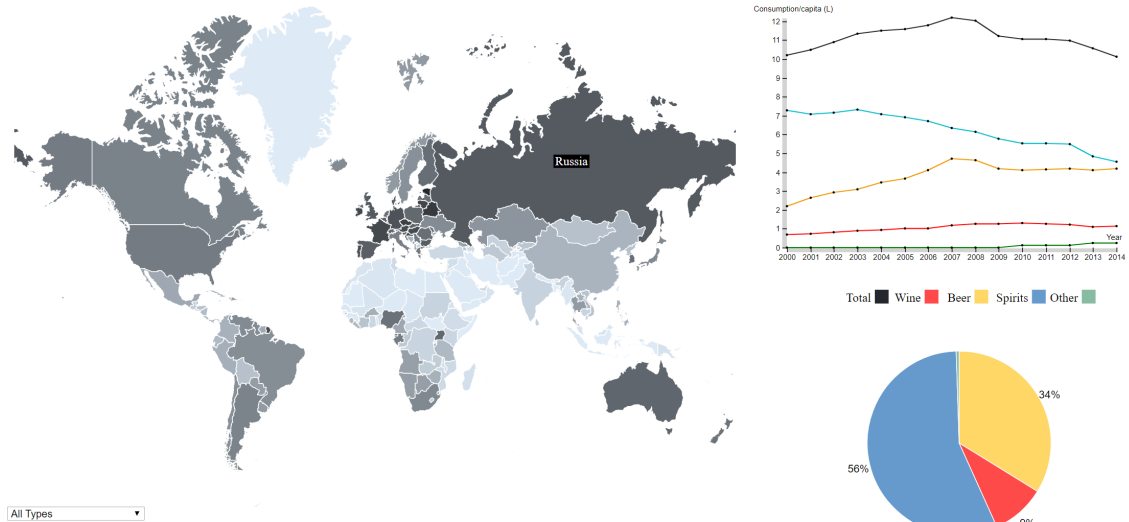 Consumption/capita (L)
12
11
10
9
8
7
6
5
4
3
2
1
0
Year
2000 2001 2002 2003 2004 2005 2006 2007 2008 2009 2010 2011 2012 2013 2014
Russia
Total Wine Beer Spirits Other
34%
56%
9%
All Types